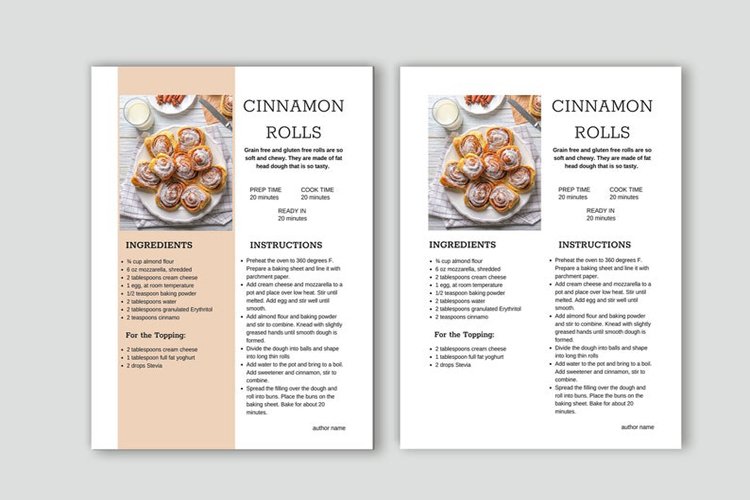 CINNAMON
ROLLS
Grain free and gluten free rolls are so
soft and chewy. They are made of fat
head dough that is so tasty.
PREP TIME
20 minutes
COOK TIME
20 minutes
READY IN
20 minutes
INGREDIENTS
¾ cup almond flour
6 oz mozzarella, shredded
2 tablespoons cream cheese
1 egg, at room temperature
1/2 teaspoon baking powder
2 tablespoons water
2 tablespoons granulated Erythritol
2 teaspoons cinnamo
For the Topping:
2 tablespoons cream cheese
1 tablespoon full fat yoghurt
2 drops Stevia
INSTRUCTIONS
Preheat the oven to 360 degrees F.
Prepare a baking sheet and line it with
parchment paper.
Add cream cheese and mozzarella to a
pot and place over low heat. Stir until
melted. Add egg and stir well until
smooth.
Add almond flour and baking powder
and stir to combine. Knead with slightly
greased hands until smooth dough is
formed.
Divide the dough into balls and shape
into long thin rolls
Add water to the pot and bring to a boil.
Add sweetener and cinnamon, stir to
combine.
Spread the filling over the dough and
roll into buns. Place the buns on the
baking sheet. Bake for about 20
minutes.
author name
CINNAMON
ROLLS
Grain free and gluten free rolls are so
soft and chewy. They are made of fat
head dough that is so tasty.
PREP TIME
20 minutes
COOK TIME
20 minutes
READY IN
20 minutes
INGREDIENTS
¾ cup almond flour
6 oz mozzarella, shredded
2 tablespoons cream cheese
1 egg, at room temperature
1/2 teaspoon baking powder
2 tablespoons water
2 tablespoons granulated Erythritol
2 teaspoons cinnamo
For the Topping:
2 tablespoons cream cheese
1 tablespoon full fat yoghurt
2 drops Stevia
INSTRUCTIONS
Preheat the oven to 360 degrees F.
Prepare a baking sheet and line it with
parchment paper.
Add cream cheese and mozzarella to a
pot and place over low heat. Stir until
melted. Add egg and stir well until
smooth.
Add almond flour and baking powder
and stir to combine. Knead with slightly
greased hands until smooth dough is
formed.
Divide the dough into balls and shape
into long thin rolls
Add water to the pot and bring to a boil.
Add sweetener and cinnamon, stir to
combine.
Spread the filling over the dough and
roll into buns. Place the buns on the
baking sheet. Bake for about 20
minutes.
author name